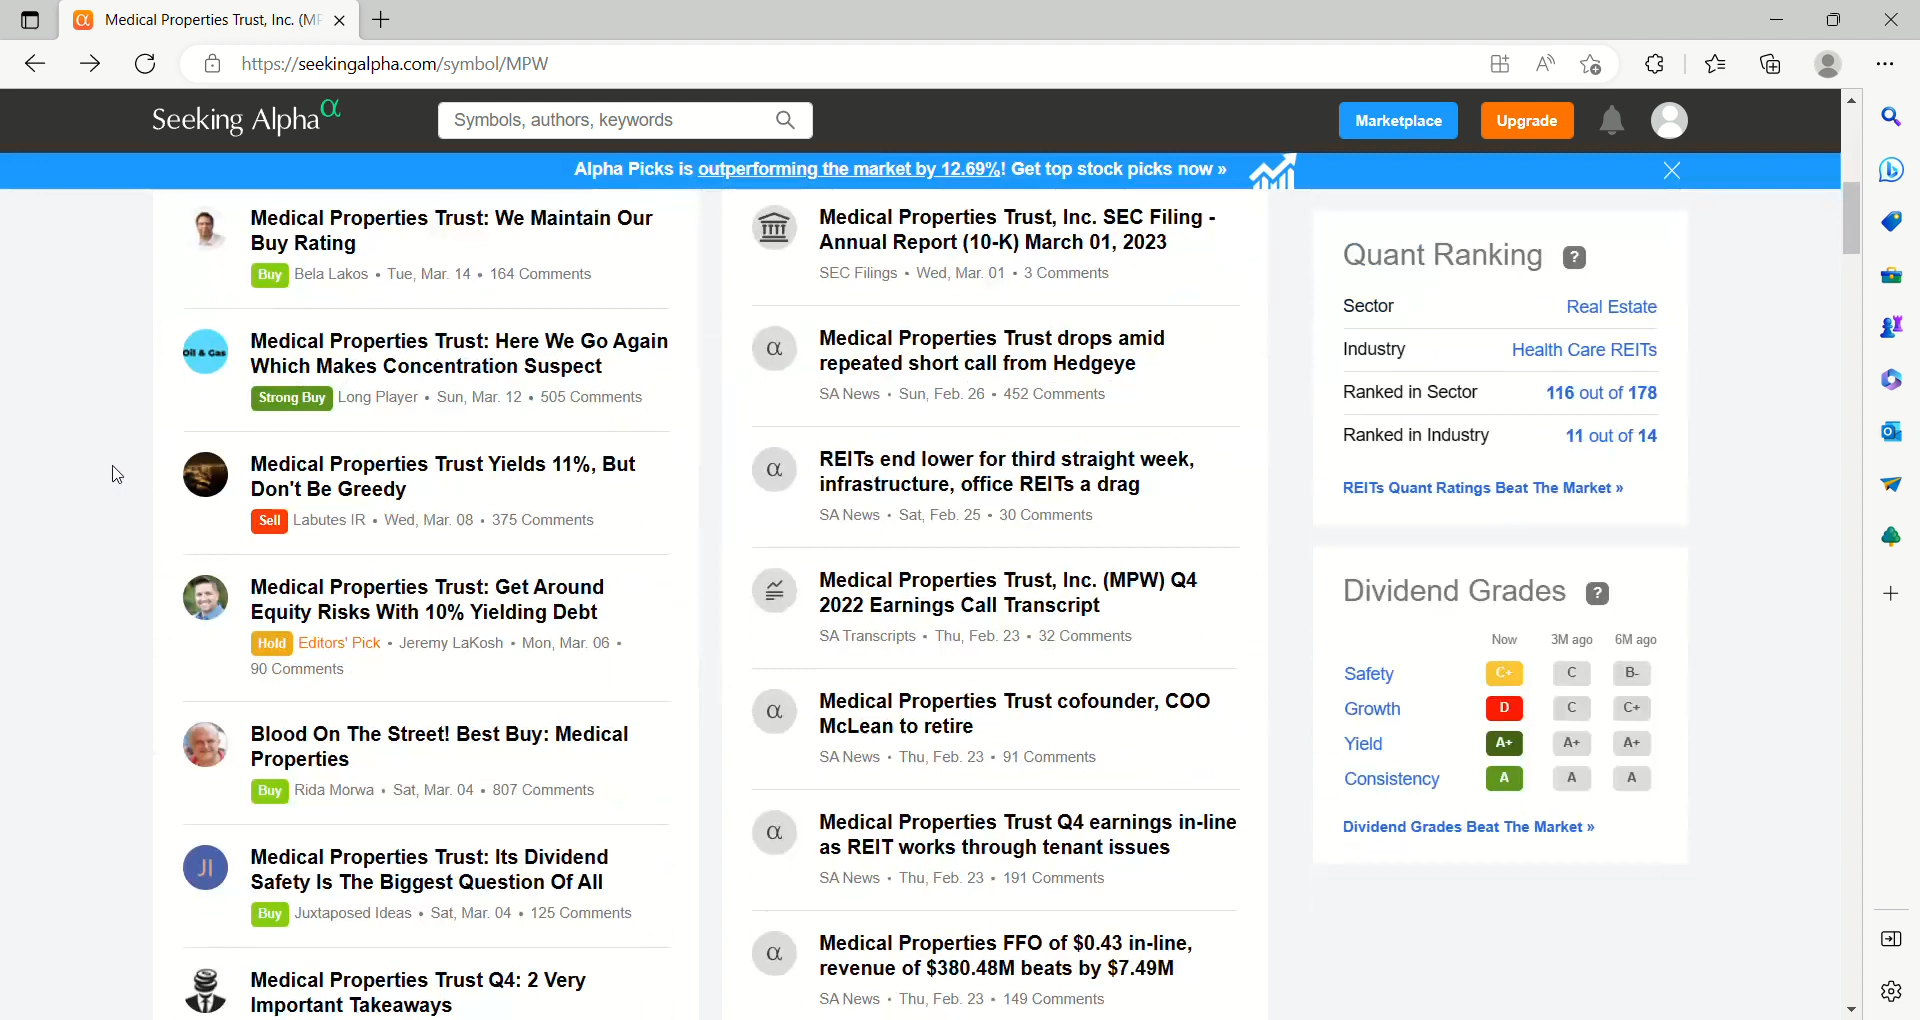 Medical Properties Trust, Inc. (MP
https://seekingalpha.com/symbol/MPW
Seeking Alpha α
Symbols, authors, keywords
Marketplace
Upgrade
Alpha Picks is outperforming the market by 12.69%! Get top stock picks now »
Medical Properties Trust: We Maintain Our
Buy Rating
Buy Bela Lakos • Tue, Mar. 14 • 164 Comments
Oil & Gas
Medical Properties Trust: Here We Go Again
Which Makes Concentration Suspect
Strong Buy Long Player • Sun, Mar. 12 • 505 Comments
Medical Properties Trust Yields 11%, But
Don't Be Greedy
Sell Labutes IR • Wed, Mar. 08 • 375 Comments
Medical Properties Trust: Get Around
Equity Risks With 10% Yielding Debt
Hold Editors' Pick • Jeremy LaKosh • Mon, Mar. 06 •
90 Comments
Blood On The Street! Best Buy: Medical
Properties
Buy Rida Morwa • Sat, Mar. 04 • 807 Comments
JI
Medical Properties Trust: Its Dividend
Safety Is The Biggest Question Of All
Buy Juxtaposed Ideas • Sat, Mar. 04 • 125 Comments
Medical Properties Trust Q4: 2 Very
Important Takeaways
Medical Properties Trust, Inc. SEC Filing -
Annual Report (10-K) March 01, 2023
SEC Filings • Wed, Mar. 01 • 3 Comments
α
Medical Properties Trust drops amid
repeated short call from Hedgeye
SA News • Sun, Feb. 26 • 452 Comments
α
REITs end lower for third straight week,
infrastructure, office REITs a drag
SA News • Sat, Feb. 25 • 30 Comments
Medical Properties Trust, Inc. (MPW) Q4
2022 Earnings Call Transcript
SA Transcripts • Thu, Feb. 23 • 32 Comments
α
Medical Properties Trust cofounder, COO
McLean to retire
SA News • Thu, Feb. 23 • 91 Comments
α
Medical Properties Trust Q4 earnings in-line
as REIT works through tenant issues
SA News • Thu, Feb. 23 • 191 Comments
α
Medical Properties FFO of $0.43 in-line,
revenue of $380.48M beats by $7.49M
SA News • Thu, Feb. 23 • 149 Comments
Quant Ranking ?
Sector Real Estate
Industry Health Care REITs
Ranked in Sector 116 out of 178
Ranked in Industry 11 out of 14
REITs Quant Ratings Beat The Market »
Dividend Grades ?
Now 3M ago 6M ago
Safety C+ C B-
Growth D C C+
Yield A+ A+ A+
Consistency A A A
Dividend Grades Beat The Market »